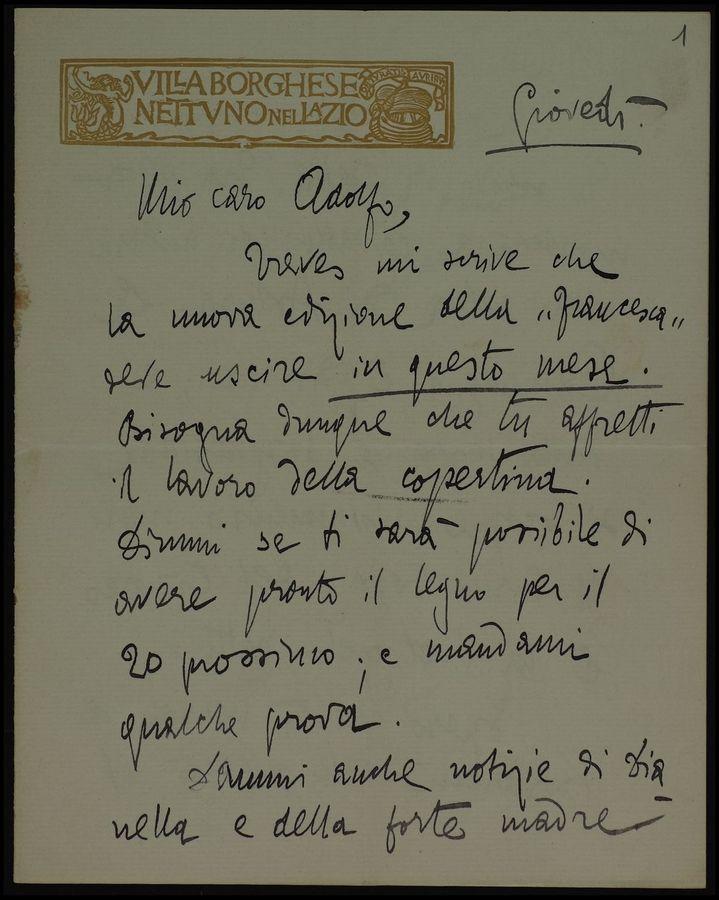 1
VILLA BORGHESE
NETTVNO NEL LAZIO
Giovedì.
Mio caro Adolfo,
Treves mi scrive che
la nuova edizione della „Francesca„
deve uscire in questo mese.
Bisogna dunque che tu affretti
il lavoro della copertina.
Dimmi se ti sarà possibile di
avere pronto il legno per il
20 prossimo; e mandami
qualche prova.
Dammi anche notizie di Dia
nella e della forte madre